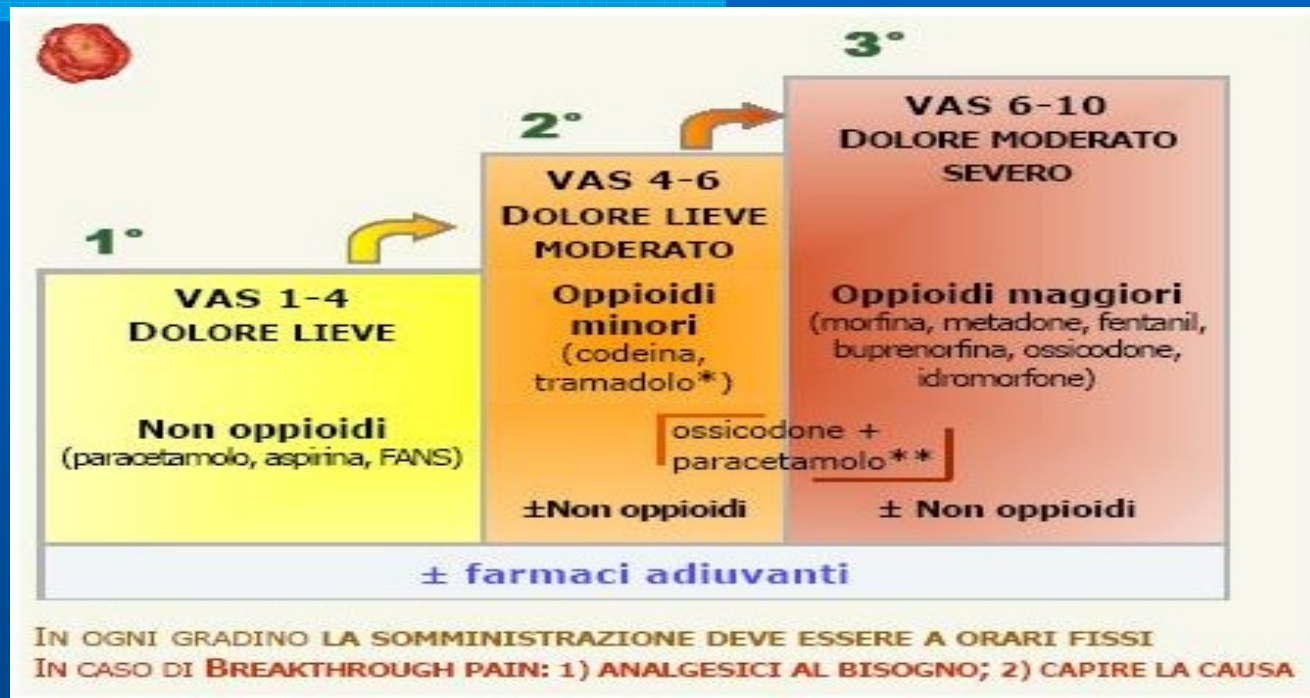 1°
VAS 1-4
DOLORE LIEVE
Non oppioidi
(paracetamolo, aspirina, FANS)
2°
VAS 4-6
DOLORE LIEVE
MODERATO
Oppioidi
minori
(codeina,
tramadolo*)
ossicodone +
paracetamolo**
±Non oppioidi
3°
VAS 6-10
DOLORE MODERATO
SEVERO
Oppioidi maggiori
(morfina, metadone, fentanil,
buprenorfina, ossicodone,
idromorfone)
± Non oppioidi
± farmaci adiuvanti
IN OGNI GRADINO LA SOMMINISTRAZIONE DEVE ESSERE A ORARI FISSI
IN CASO DI BREAKTHROUGH PAIN: 1) ANALGESICI AL BISOGNO; 2) CAPIRE LA CAUSA